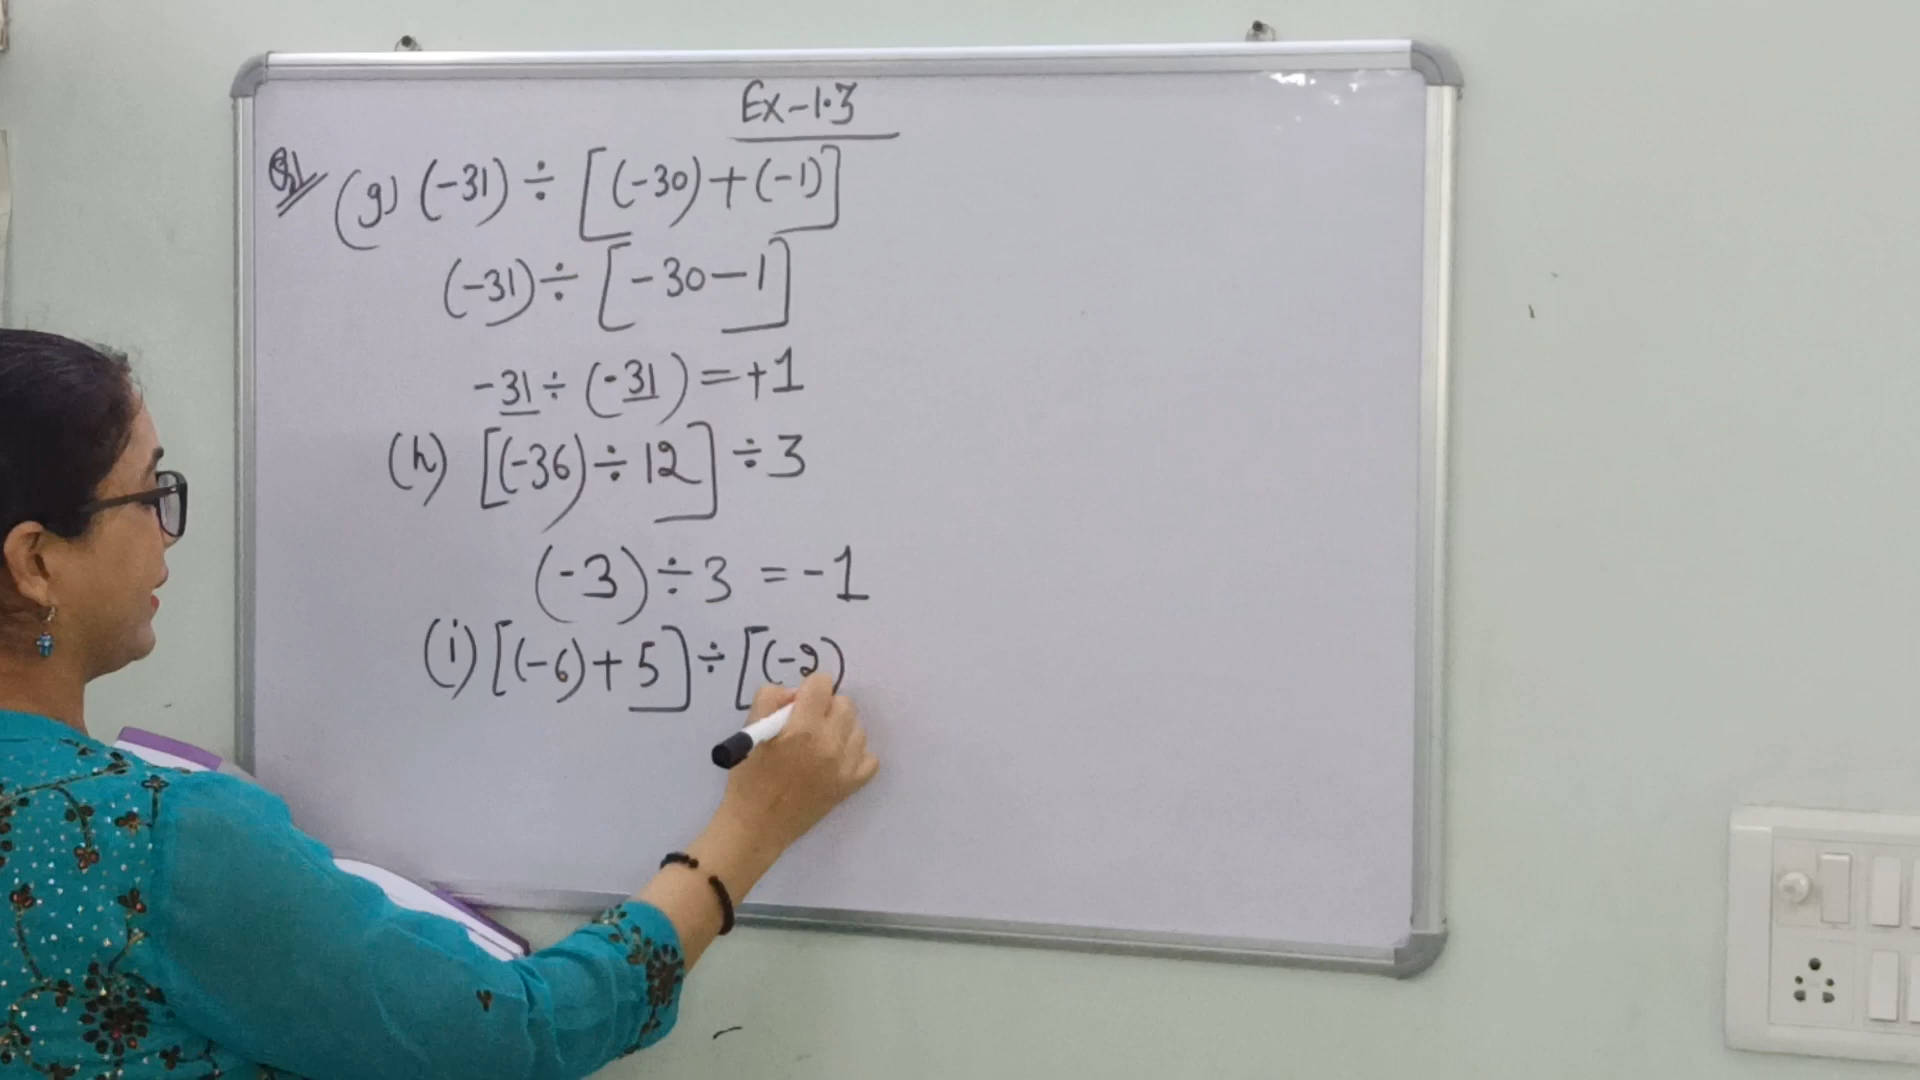 Ex-1.3
Q1 (g) (-31) ÷ [(-30)+(-1)]
(-31) ÷ [-30-1]
-31 ÷ (-31) = +1
(h) [(-36) ÷ 12] ÷ 3
(-3) ÷ 3 = -1
(i) [(-6)+5] ÷ [(-2)